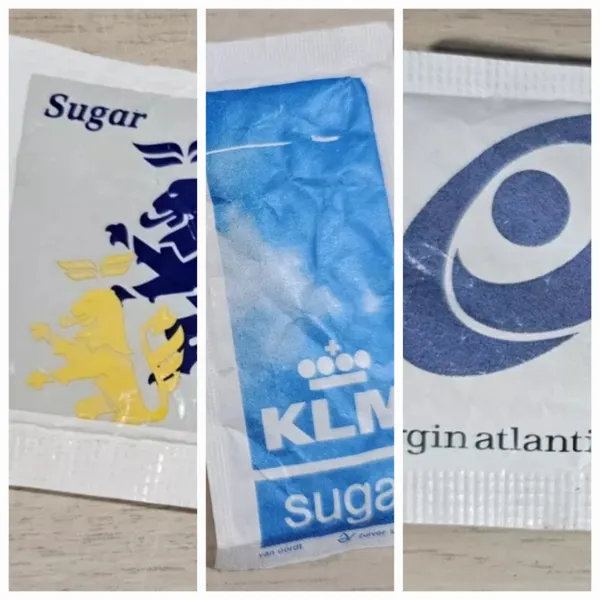 Sugar
KLM
suga
van oordt
rgin atlanti